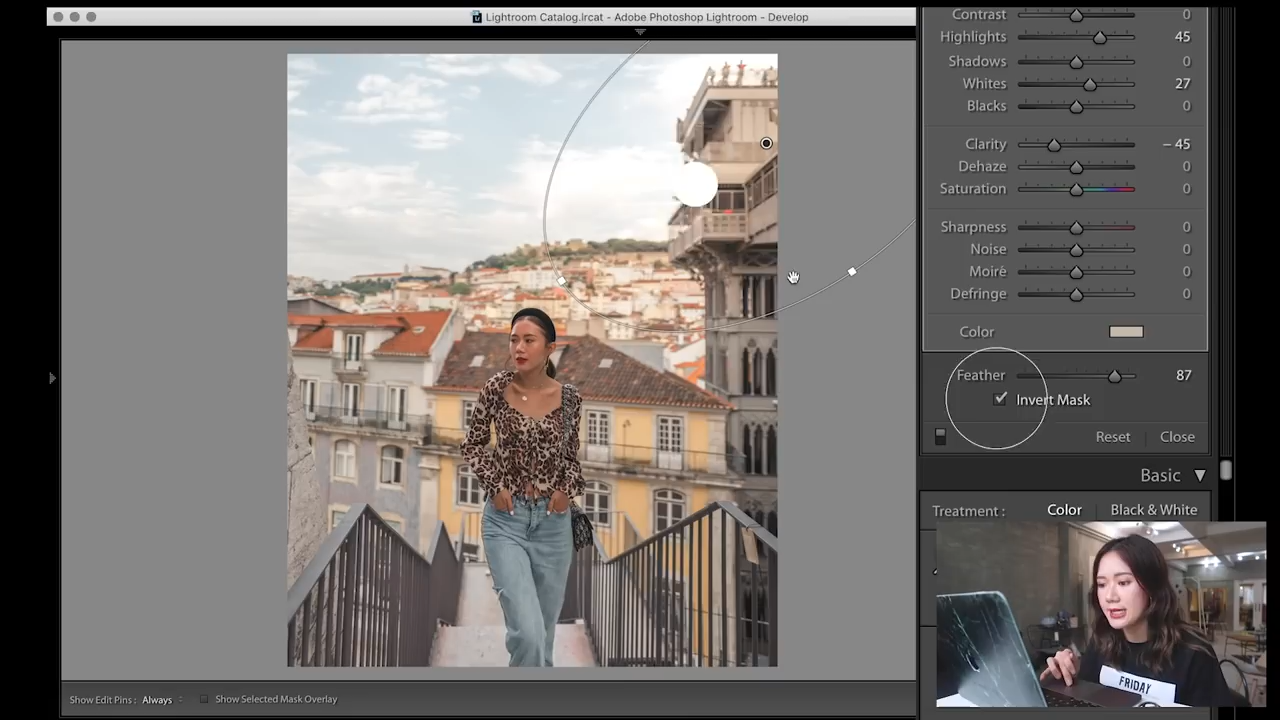 Lightroom Catalog.lrcat - Adobe Photoshop Lightroom - Develop
Contrast 0
Highlights 45
Shadows 0
Whites 27
Blacks 0
Clarity – 45
Dehaze 0
Saturation 0
Sharpness 0
Noise 0
Moiré 0
Defringe 0
Color
Feather 87
Invert Mask
Reset Close
Basic
Treatment : Color Black & White
Show Edit Pins : Always Show Selected Mask Overlay
FRIDAY